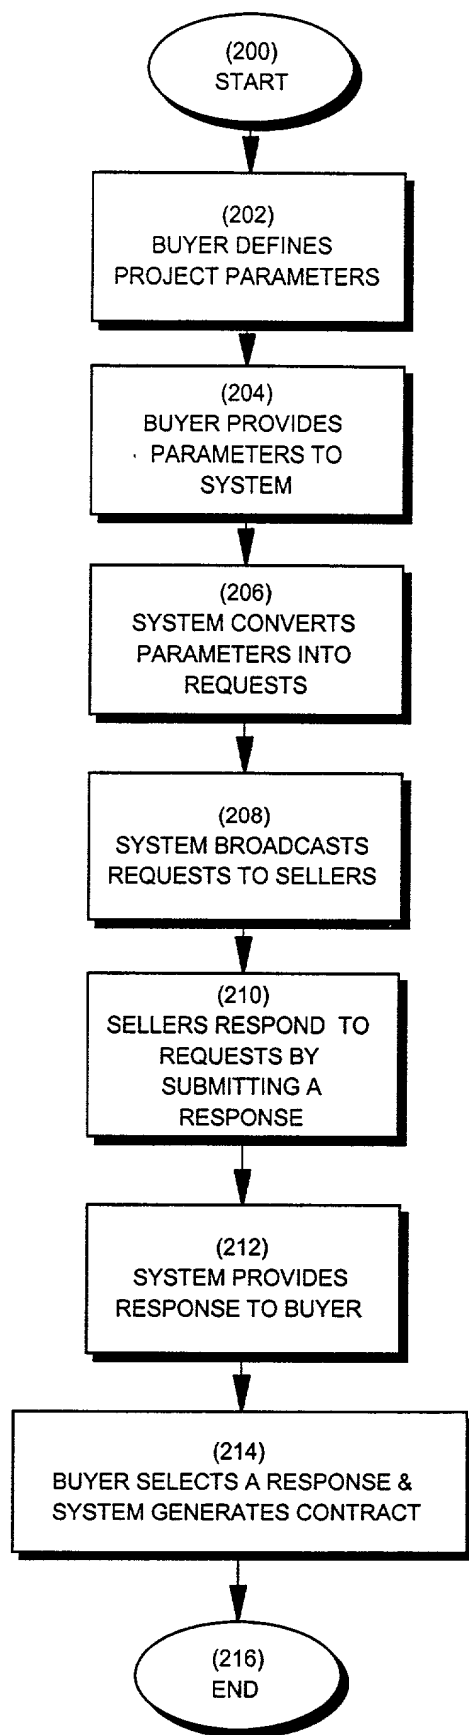 (200)
START
(202)
BUYER DEFINES
PROJECT PARAMETERS
(204)
BUYER PROVIDES
PARAMETERS TO
SYSTEM
(206)
SYSTEM CONVERTS
PARAMETERS INTO
REQUESTS
(208)
SYSTEM BROADCASTS
REQUESTS TO SELLERS
(210)
SELLERS RESPOND TO
REQUESTS BY
SUBMITTING A
RESPONSE
(212)
SYSTEM PROVIDES
RESPONSE TO BUYER
(214)
BUYER SELECTS A RESPONSE &
SYSTEM GENERATES CONTRACT
(216)
END